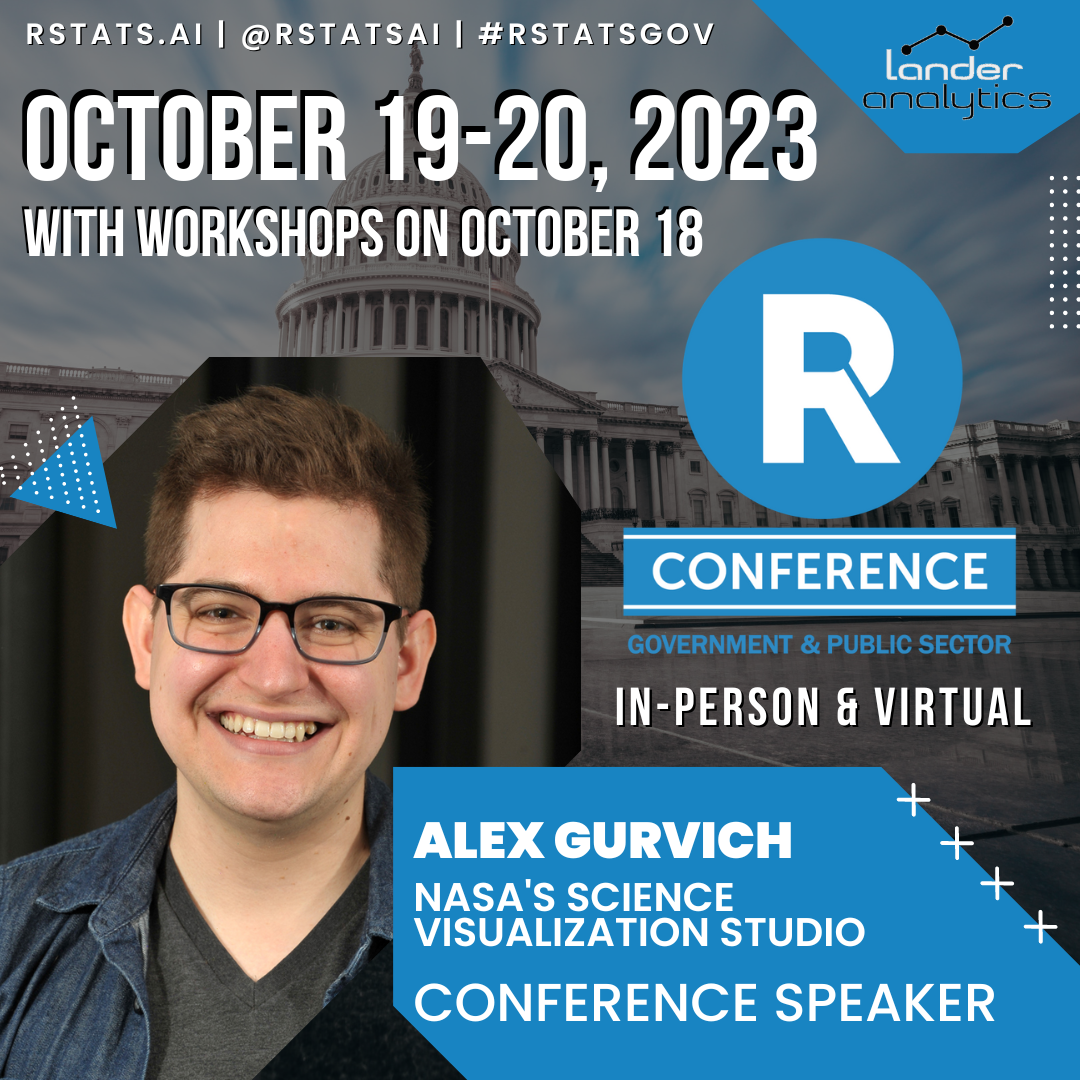 RSTATS.AI | @RSTATSAI | #RSTATSGOV
lander
analytics
OCTOBER 19-20, 2023
WITH WORKSHOPS ON OCTOBER 18
R
CONFERENCE
GOVERNMENT & PUBLIC SECTOR
IN-PERSON & VIRTUAL
ALEX GURVICH
NASA'S SCIENCE
VISUALIZATION STUDIO
CONFERENCE SPEAKER